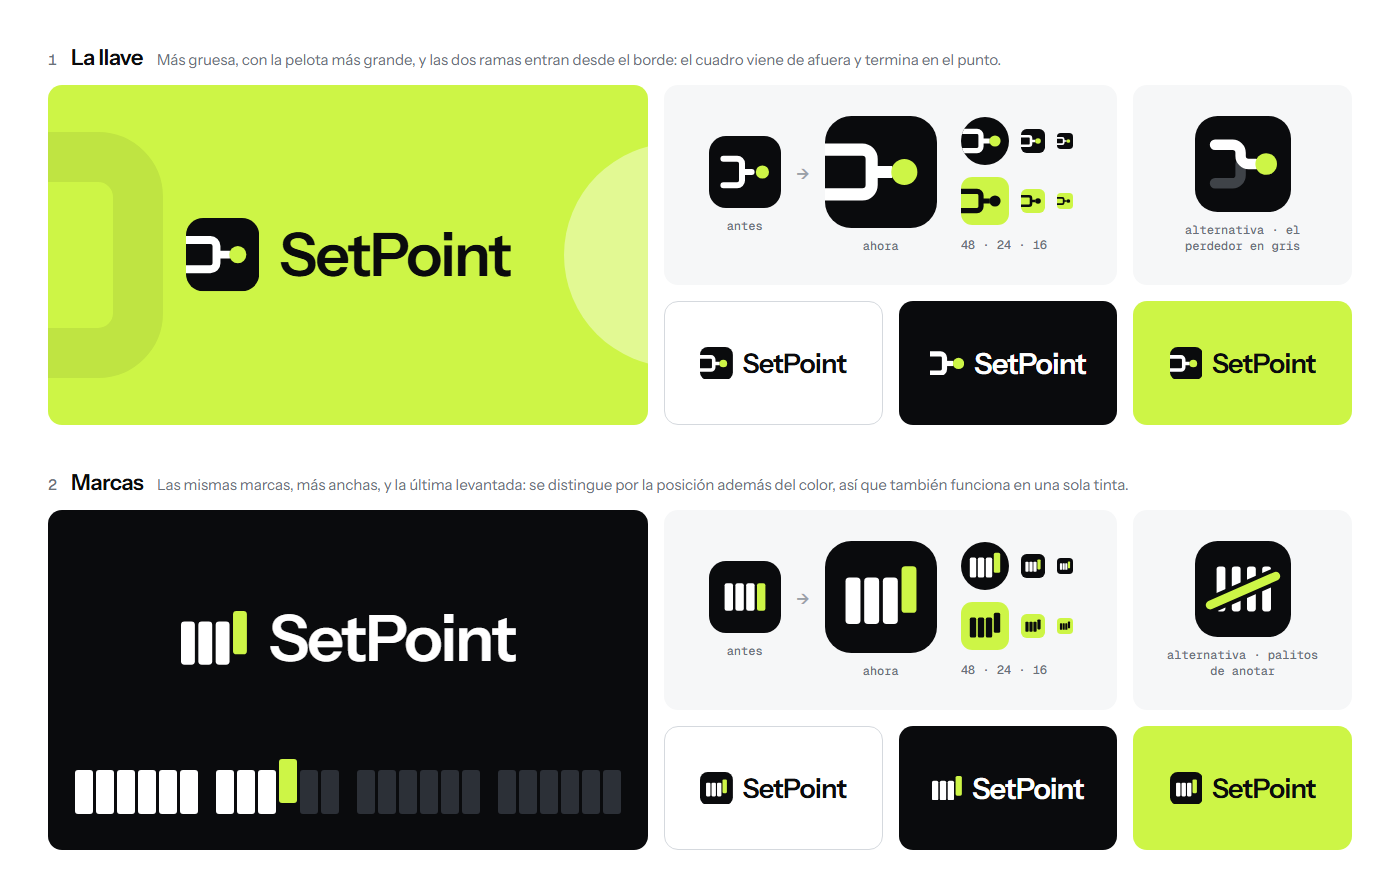 1 La llave Más gruesa, con la pelota más grande, y las dos ramas entran desde el borde: el cuadro viene de afuera y termina en el punto.
SetPoint
antes
→
ahora
48 · 24 · 16
alternativa · el
perdedor en gris
SetPoint
SetPoint
SetPoint
2 Marcas Las mismas marcas, más anchas, y la última levantada: se distingue por la posición además del color, así que también funciona en una sola tinta.
SetPoint
antes
→
ahora
48 · 24 · 16
alternativa · palitos
de anotar
SetPoint
SetPoint
SetPoint